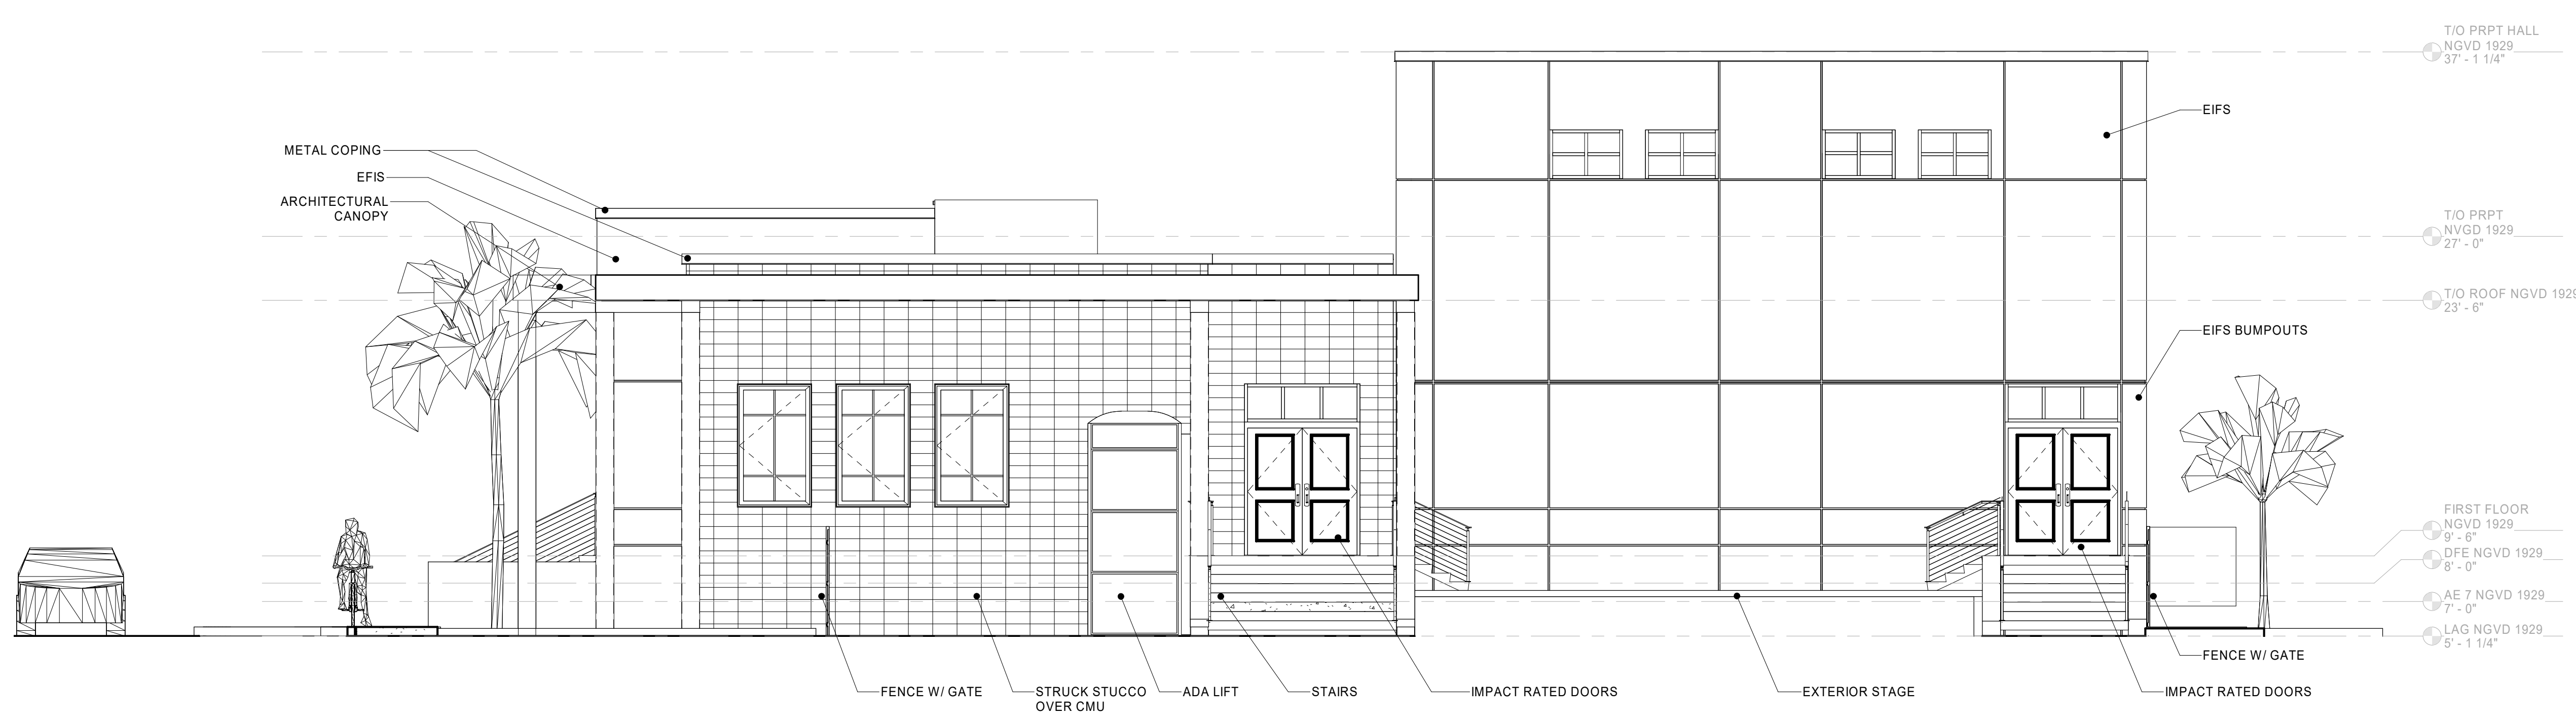 T/O PRPT HALL
NGVD 1929
37' - 1 1/4"
EIFS
METAL COPING
EFIS
ARCHITECTURAL
CANOPY
T/O PRPT
NVGD 1929
27' - 0"
T/O ROOF NGVD 1929
23' - 6"
EIFS BUMPOUTS
FIRST FLOOR
NGVD 1929
9' - 6"
DFE NGVD 1929
8' - 0"
AE 7 NGVD 1929
7' - 0"
LAG NGVD 1929
5' - 1 1/4"
FENCE W/ GATE
FENCE W/ GATE
STRUCK STUCCO
OVER CMU
ADA LIFT
STAIRS
IMPACT RATED DOORS
EXTERIOR STAGE
IMPACT RATED DOORS